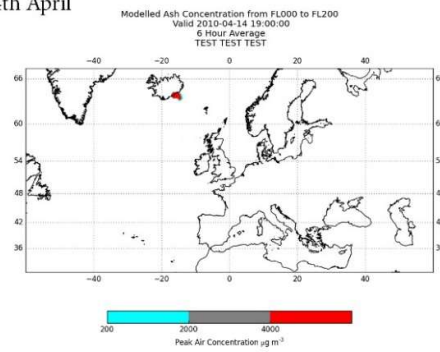 4th April
Modelled Ash Concentration from FL000 to FL200
Valid 2010-04-14 19:00:00
6 Hour Average
TEST TEST TEST
−40 −20 0 20 40
66
60
54
48
42
36
−40 −20 0 20 40
200 2000 4000
Peak Air Concentration μg m⁻³